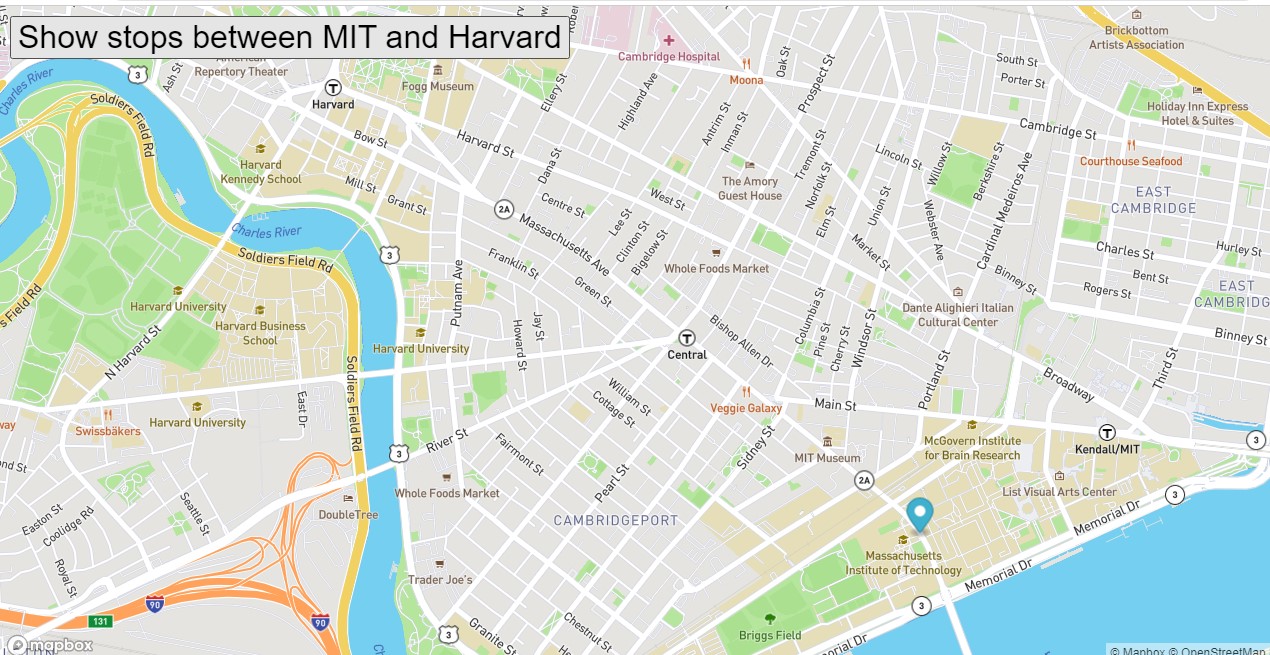 Show stops between MIT and Harvard
Charles River
3
Ash St
American
Repertory Theater
Soldiers Field Rd
T
Harvard
Fogg Museum
Ellery St
Cambridge Hospital
Highland Ave
Moona
Oak St
Prospect St
Brickbottom
Artists Association
South St
Porter St
Holiday Inn Express
Hotel & Suites
Cambridge St
Courthouse Seafood
Antrim St
Inman St
Tremont St
Norfolk St
Lincoln St
Willow St
Berkshire St
Cardinal Medeiros Ave
EAST
CAMBRIDGE
Bow St
Harvard St
Harvard
Kennedy School
Mill St
Grant St
Dana St
Centre St
2A
Massachusetts Ave
West St
The Amory
Guest House
Elm St
Union St
Webster Ave
Market St
Charles St
Hurley St
Bent St
Rogers St
Binney St
EAST
CAMBRIDG
Binney St
Charles River
Soldiers Field Rd
3
Lee St
Clinton St
Bigelow St
Whole Foods Market
Franklin St
Green St
Putnam Ave
Harvard University
Harvard Business
School
s Field Rd
N Harvard St
Harvard University
Howard St
Jay St
T
Central
Bishop Allen Dr
Columbia St
Pine St
Cherry St
Windsor St
Dante Alighieri Italian
Cultural Center
Portland St
Broadway
Third St
Soldiers Field Rd
East Dr
Harvard University
Swissbäkers
way
William St
Cottage St
Veggie Galaxy
Main St
Sidney St
MIT Museum
McGovern Institute
for Brain Research
T
Kendall/MIT
3
3
River St
Fairmont St
Pearl St
Whole Foods Market
DoubleTree
CAMBRIDGEPORT
2A
List Visual Arts Center
3
Memorial Dr
ond St
Easton St
Coolidge Rd
Seattle St
Royal St
Trader Joe's
Massachusetts
Institute of Technology
Memorial Dr
90
131
90
3
Granite St
Chestnut St
Briggs Field
3
orial Dr
mapbox
© Mapbox © OpenStreetMap